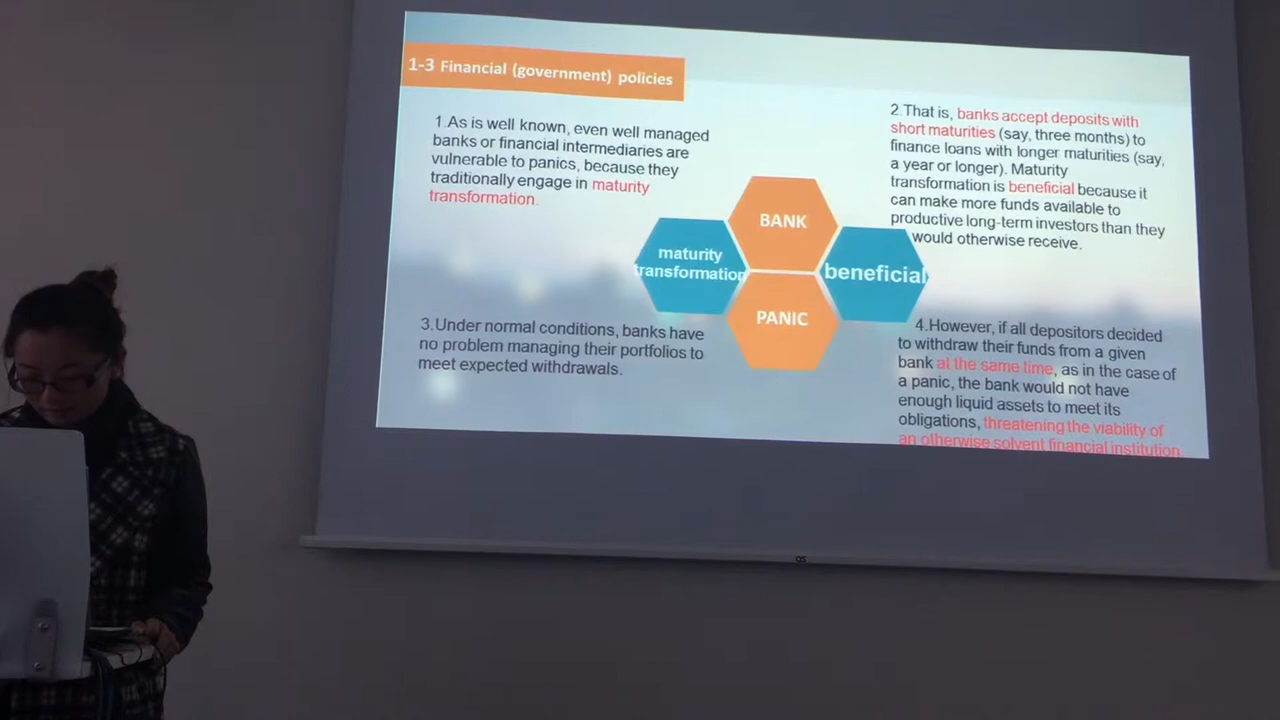 1-3 Financial (government) policies
1.As is well known, even well managed
banks or financial intermediaries are
vulnerable to panics, because they
traditionally engage in maturity
transformation.
2.That is, banks accept deposits with
short maturities (say, three months) to
finance loans with longer maturities (say,
a year or longer). Maturity
transformation is beneficial because it
can make more funds available to
productive long-term investors than they
would otherwise receive.
BANK
maturity
transformation
beneficial
PANIC
3.Under normal conditions, banks have
no problem managing their portfolios to
meet expected withdrawals.
4.However, if all depositors decided
to withdraw their funds from a given
bank at the same time, as in the case of
a panic, the bank would not have
enough liquid assets to meet its
obligations, threatening the viability of
an otherwise solvent financial institution.